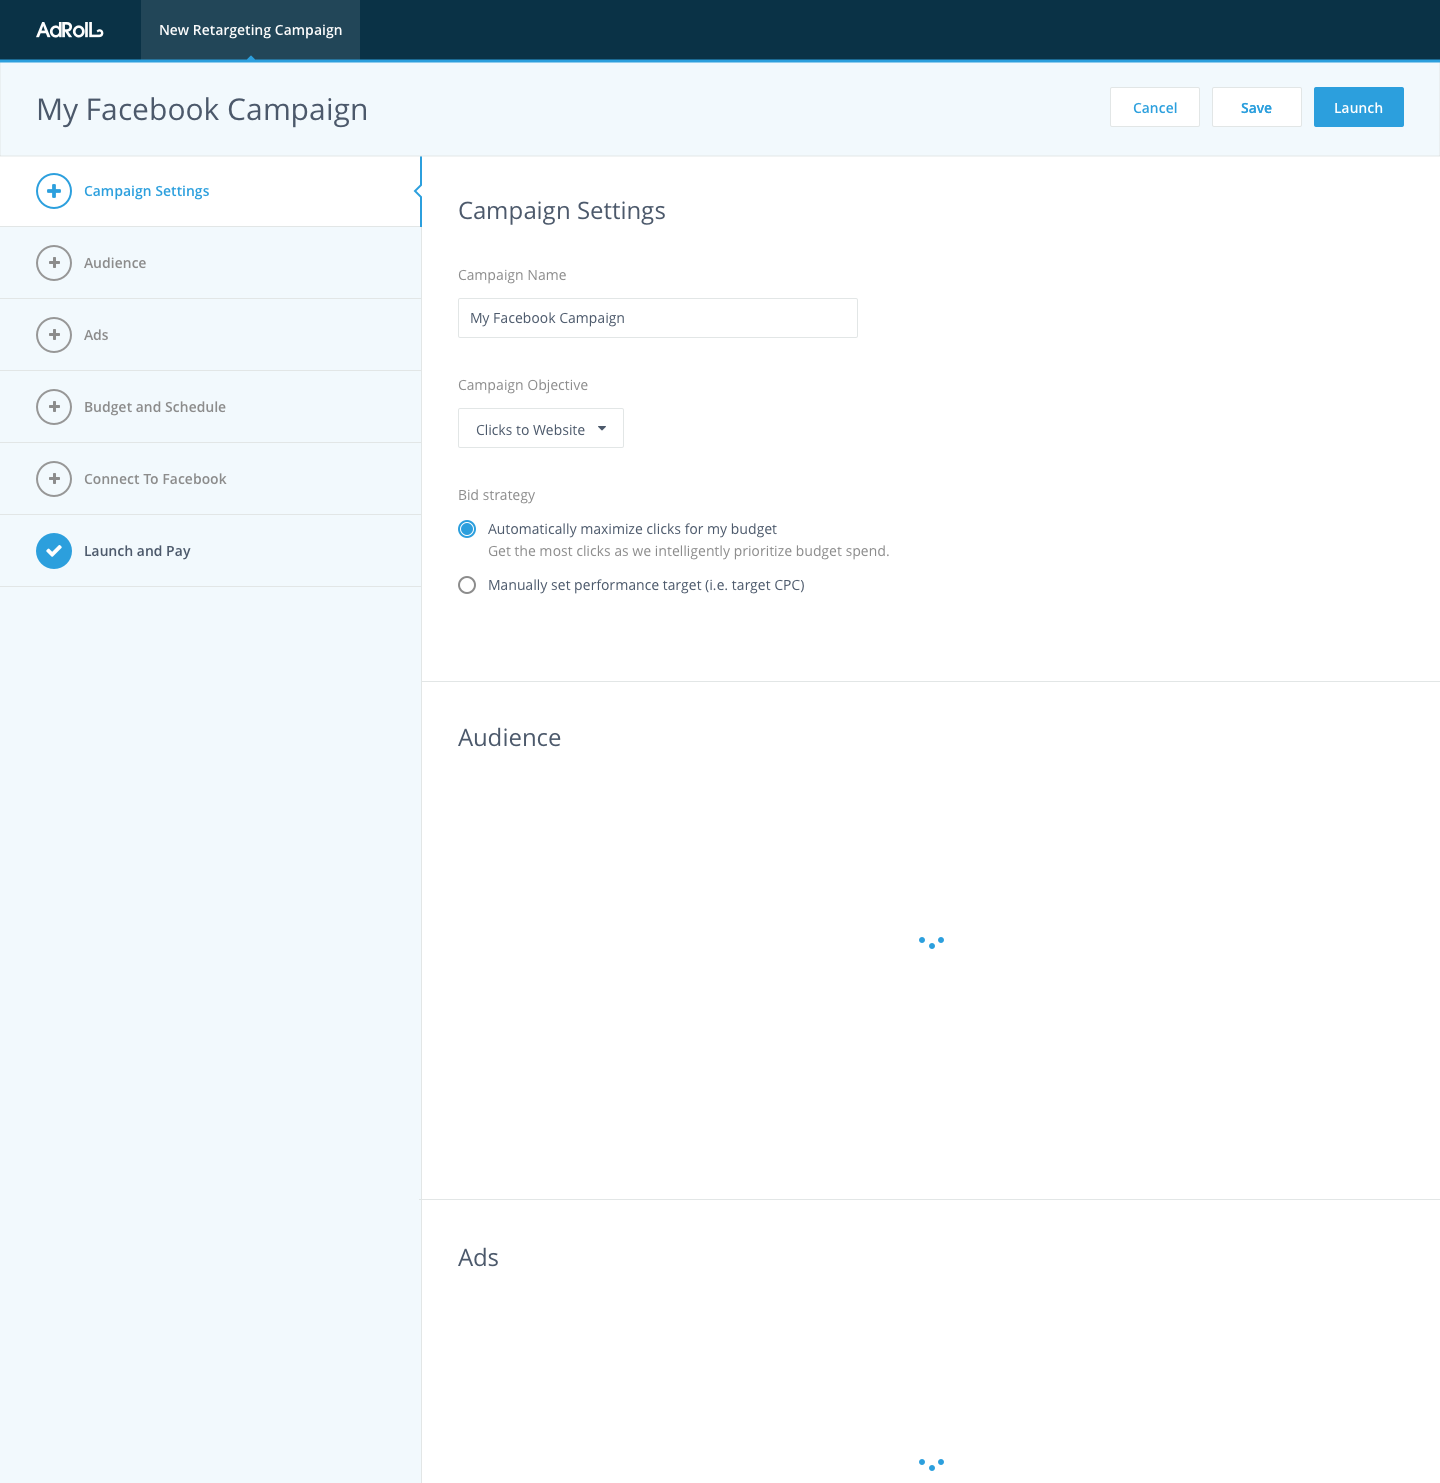 AdRoll
New Retargeting Campaign
My Facebook Campaign
Cancel
Save
Launch
Campaign Settings
Audience
Ads
Budget and Schedule
Connect To Facebook
Launch and Pay
Campaign Settings
Campaign Name
My Facebook Campaign
Campaign Objective
Clicks to Website
Bid strategy
Automatically maximize clicks for my budget
Get the most clicks as we intelligently prioritize budget spend.
Manually set performance target (i.e. target CPC)
Audience
Ads